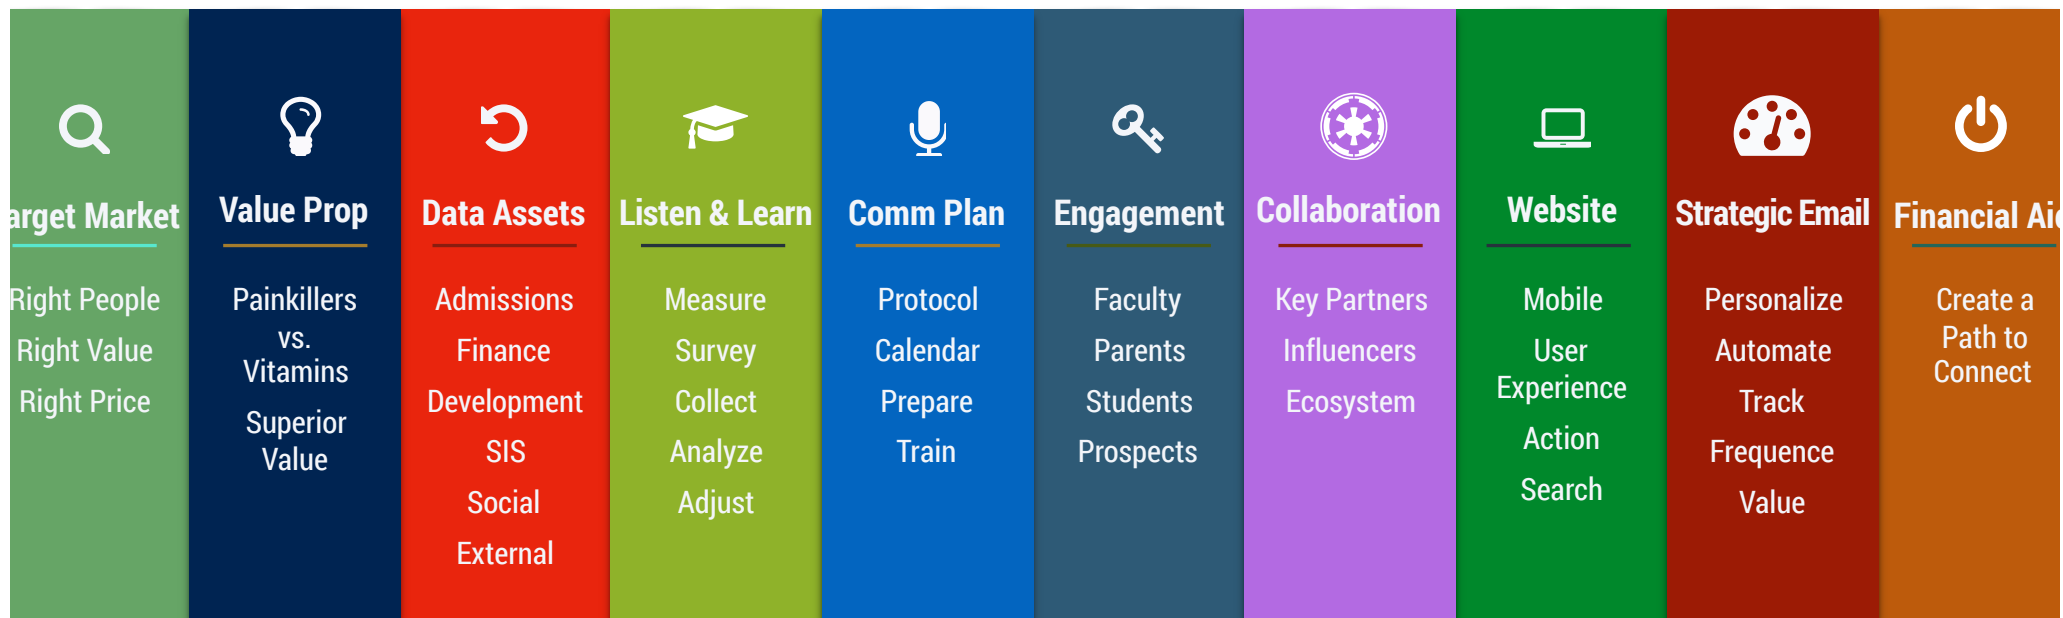 arget Market
Right People
Right Value
Right Price
Value Prop
Painkillers
vs.
Vitamins
Superior
Value
Data Assets
Admissions
Finance
Development
SIS
Social
External
Listen & Learn
Measure
Survey
Collect
Analyze
Adjust
Comm Plan
Protocol
Calendar
Prepare
Train
Engagement
Faculty
Parents
Students
Prospects
Collaboration
Key Partners
Influencers
Ecosystem
Website
Mobile
User
Experience
Action
Search
Strategic Email
Personalize
Automate
Track
Frequence
Value
Financial Ai
Create a
Path to
Connect